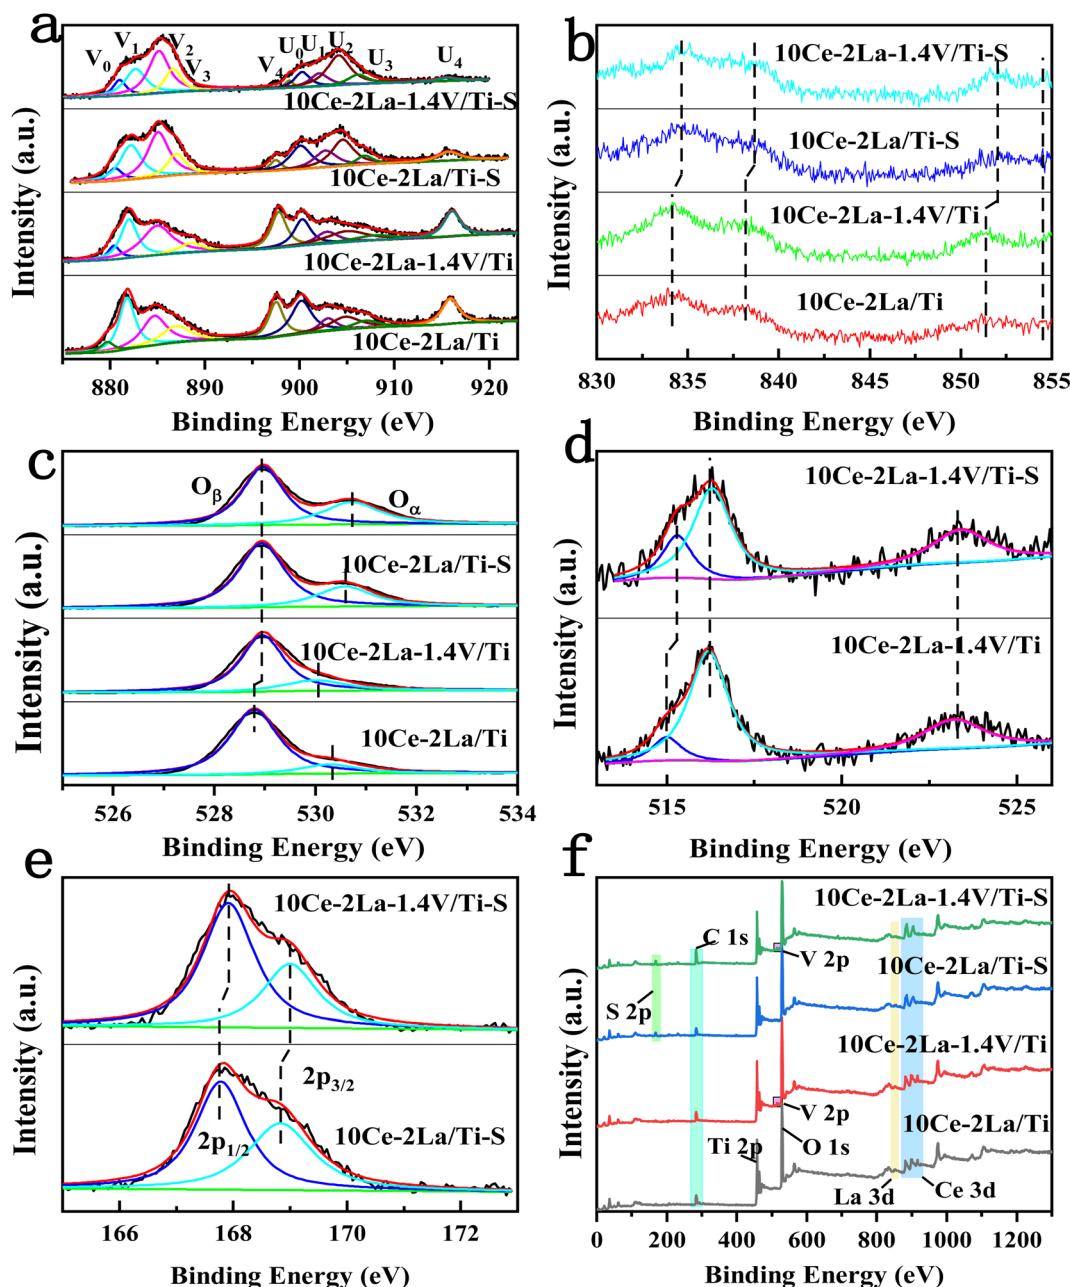 a
V0 V1 V2 V3 V4 U0 U1 U2 U3 U4
10Ce-2La-1.4V/Ti-S
10Ce-2La/Ti-S
10Ce-2La-1.4V/Ti
10Ce-2La/Ti
Intensity (a.u.)
880 890 900 910 920
Binding Energy (eV)
b
10Ce-2La-1.4V/Ti-S
10Ce-2La/Ti-S
10Ce-2La-1.4V/Ti
10Ce-2La/Ti
Intensity (a.u.)
830 835 840 845 850 855
Binding Energy (eV)
c
Oβ Oα
10Ce-2La/Ti-S
10Ce-2La-1.4V/Ti
10Ce-2La/Ti
Intensity (a.u.)
526 528 530 532 534
Binding Energy (eV)
d
10Ce-2La-1.4V/Ti-S
10Ce-2La-1.4V/Ti
Intensity (a.u.)
515 520 525
Binding Energy (eV)
e
10Ce-2La-1.4V/Ti-S
2p3/2
2p1/2
10Ce-2La/Ti-S
Intensity (a.u.)
166 168 170 172
Binding Energy (eV)
f
10Ce-2La-1.4V/Ti-S
C 1s
V 2p
10Ce-2La/Ti-S
S 2p
10Ce-2La-1.4V/Ti
V 2p
10Ce-2La/Ti
Ti 2p
O 1s
La 3d
Ce 3d
Intensity (a.u.)
0 200 400 600 800 1000 1200
Binding Energy (eV)